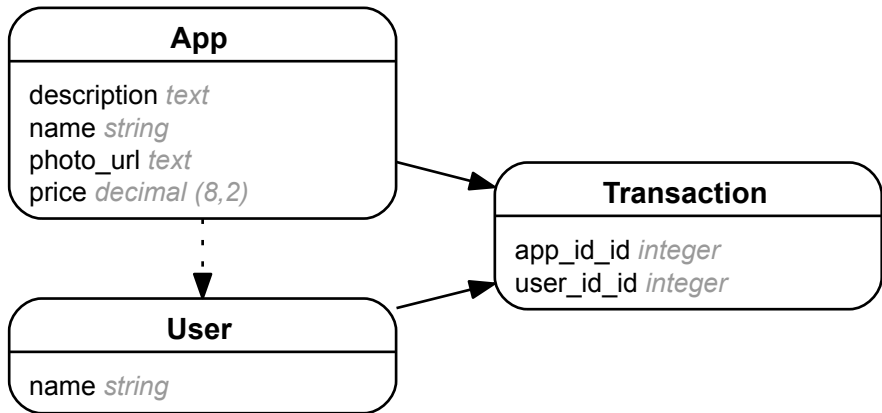 App
description text
name string
photo_url text
price decimal (8,2)
Transaction
app_id_id integer
user_id_id integer
User
name string